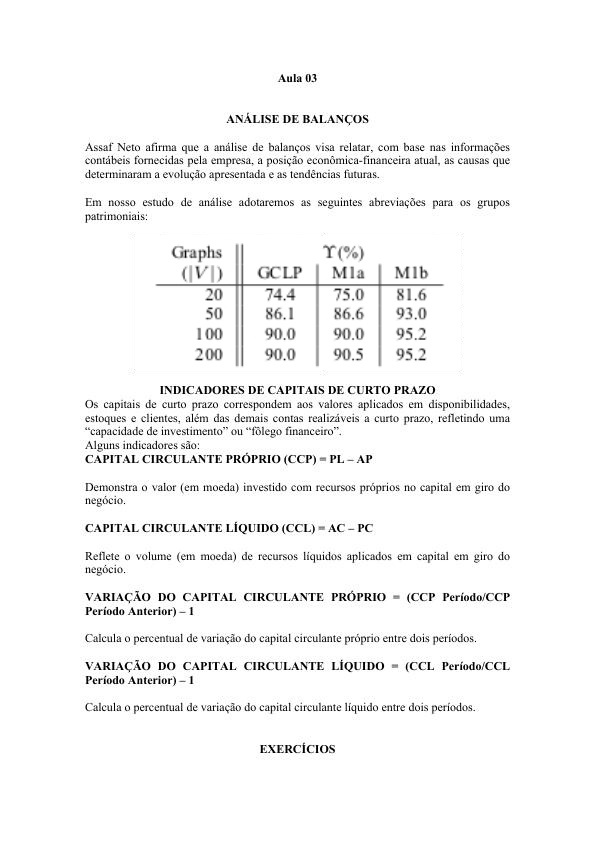 Aula 03
ANÁLISE DE BALANÇOS
Assaf Neto afirma que a análise de balanços visa relatar, com base nas informações
contábeis fornecidas pela empresa, a posição econômica-financeira atual, as causas que
determinaram a evolução apresentada e as tendências futuras.
Em nosso estudo de análise adotaremos as seguintes abreviações para os grupos
patrimoniais:
Graphs ϒ(%)
(|V|) GCLP M1a M1b
20 74.4 75.0 81.6
50 86.1 86.6 93.0
100 90.0 90.0 95.2
200 90.0 90.5 95.2
INDICADORES DE CAPITAIS DE CURTO PRAZO
Os capitais de curto prazo correspondem aos valores aplicados em disponibilidades,
estoques e clientes, além das demais contas realizáveis a curto prazo, refletindo uma
“capacidade de investimento” ou “fôlego financeiro”.
Alguns indicadores são:
CAPITAL CIRCULANTE PRÓPRIO (CCP) = PL – AP
Demonstra o valor (em moeda) investido com recursos próprios no capital em giro do
negócio.
CAPITAL CIRCULANTE LÍQUIDO (CCL) = AC – PC
Reflete o volume (em moeda) de recursos líquidos aplicados em capital em giro do
negócio.
VARIAÇÃO DO CAPITAL CIRCULANTE PRÓPRIO = (CCP Período/CCP
Período Anterior) – 1
Calcula o percentual de variação do capital circulante próprio entre dois períodos.
VARIAÇÃO DO CAPITAL CIRCULANTE LÍQUIDO = (CCL Período/CCL
Período Anterior) – 1
Calcula o percentual de variação do capital circulante líquido entre dois períodos.
EXERCÍCIOS